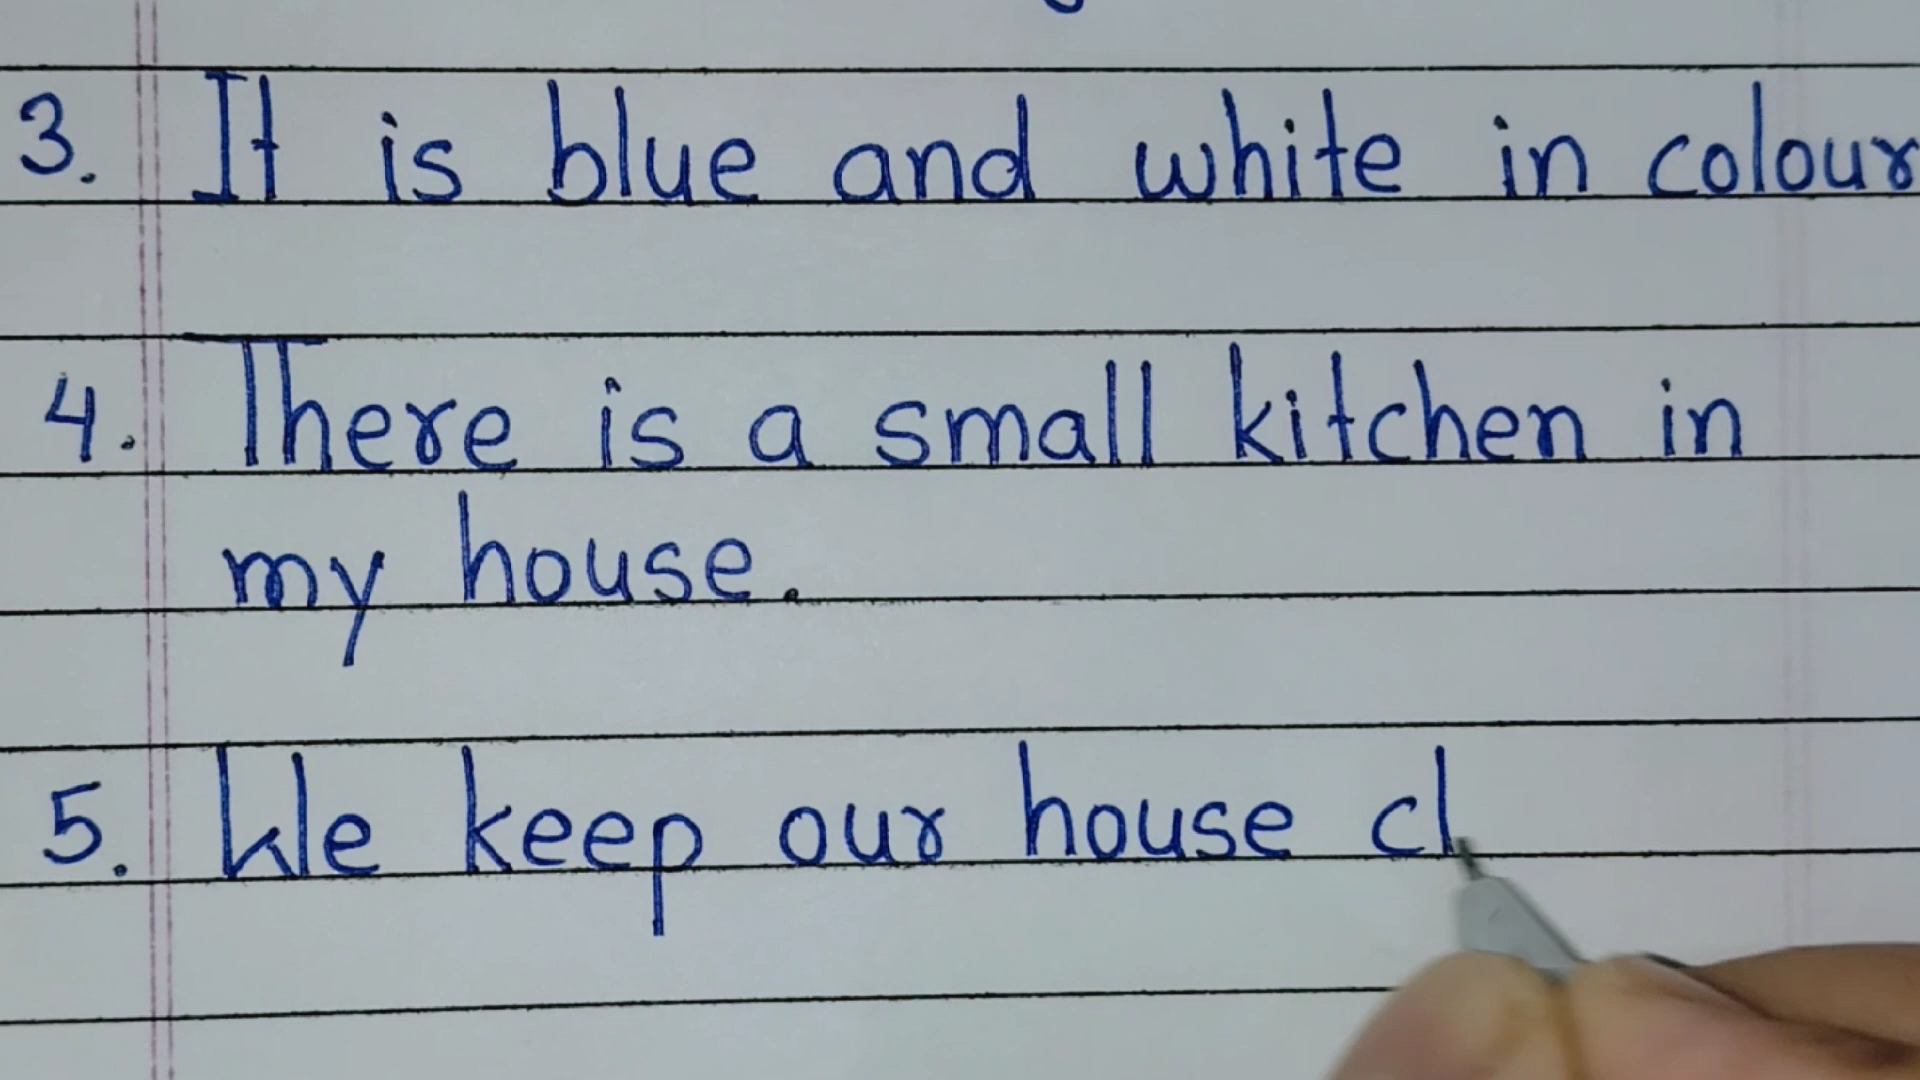 3. It is blue and white in colour
4. There is a small kitchen in
my house.
5. We keep our house cl